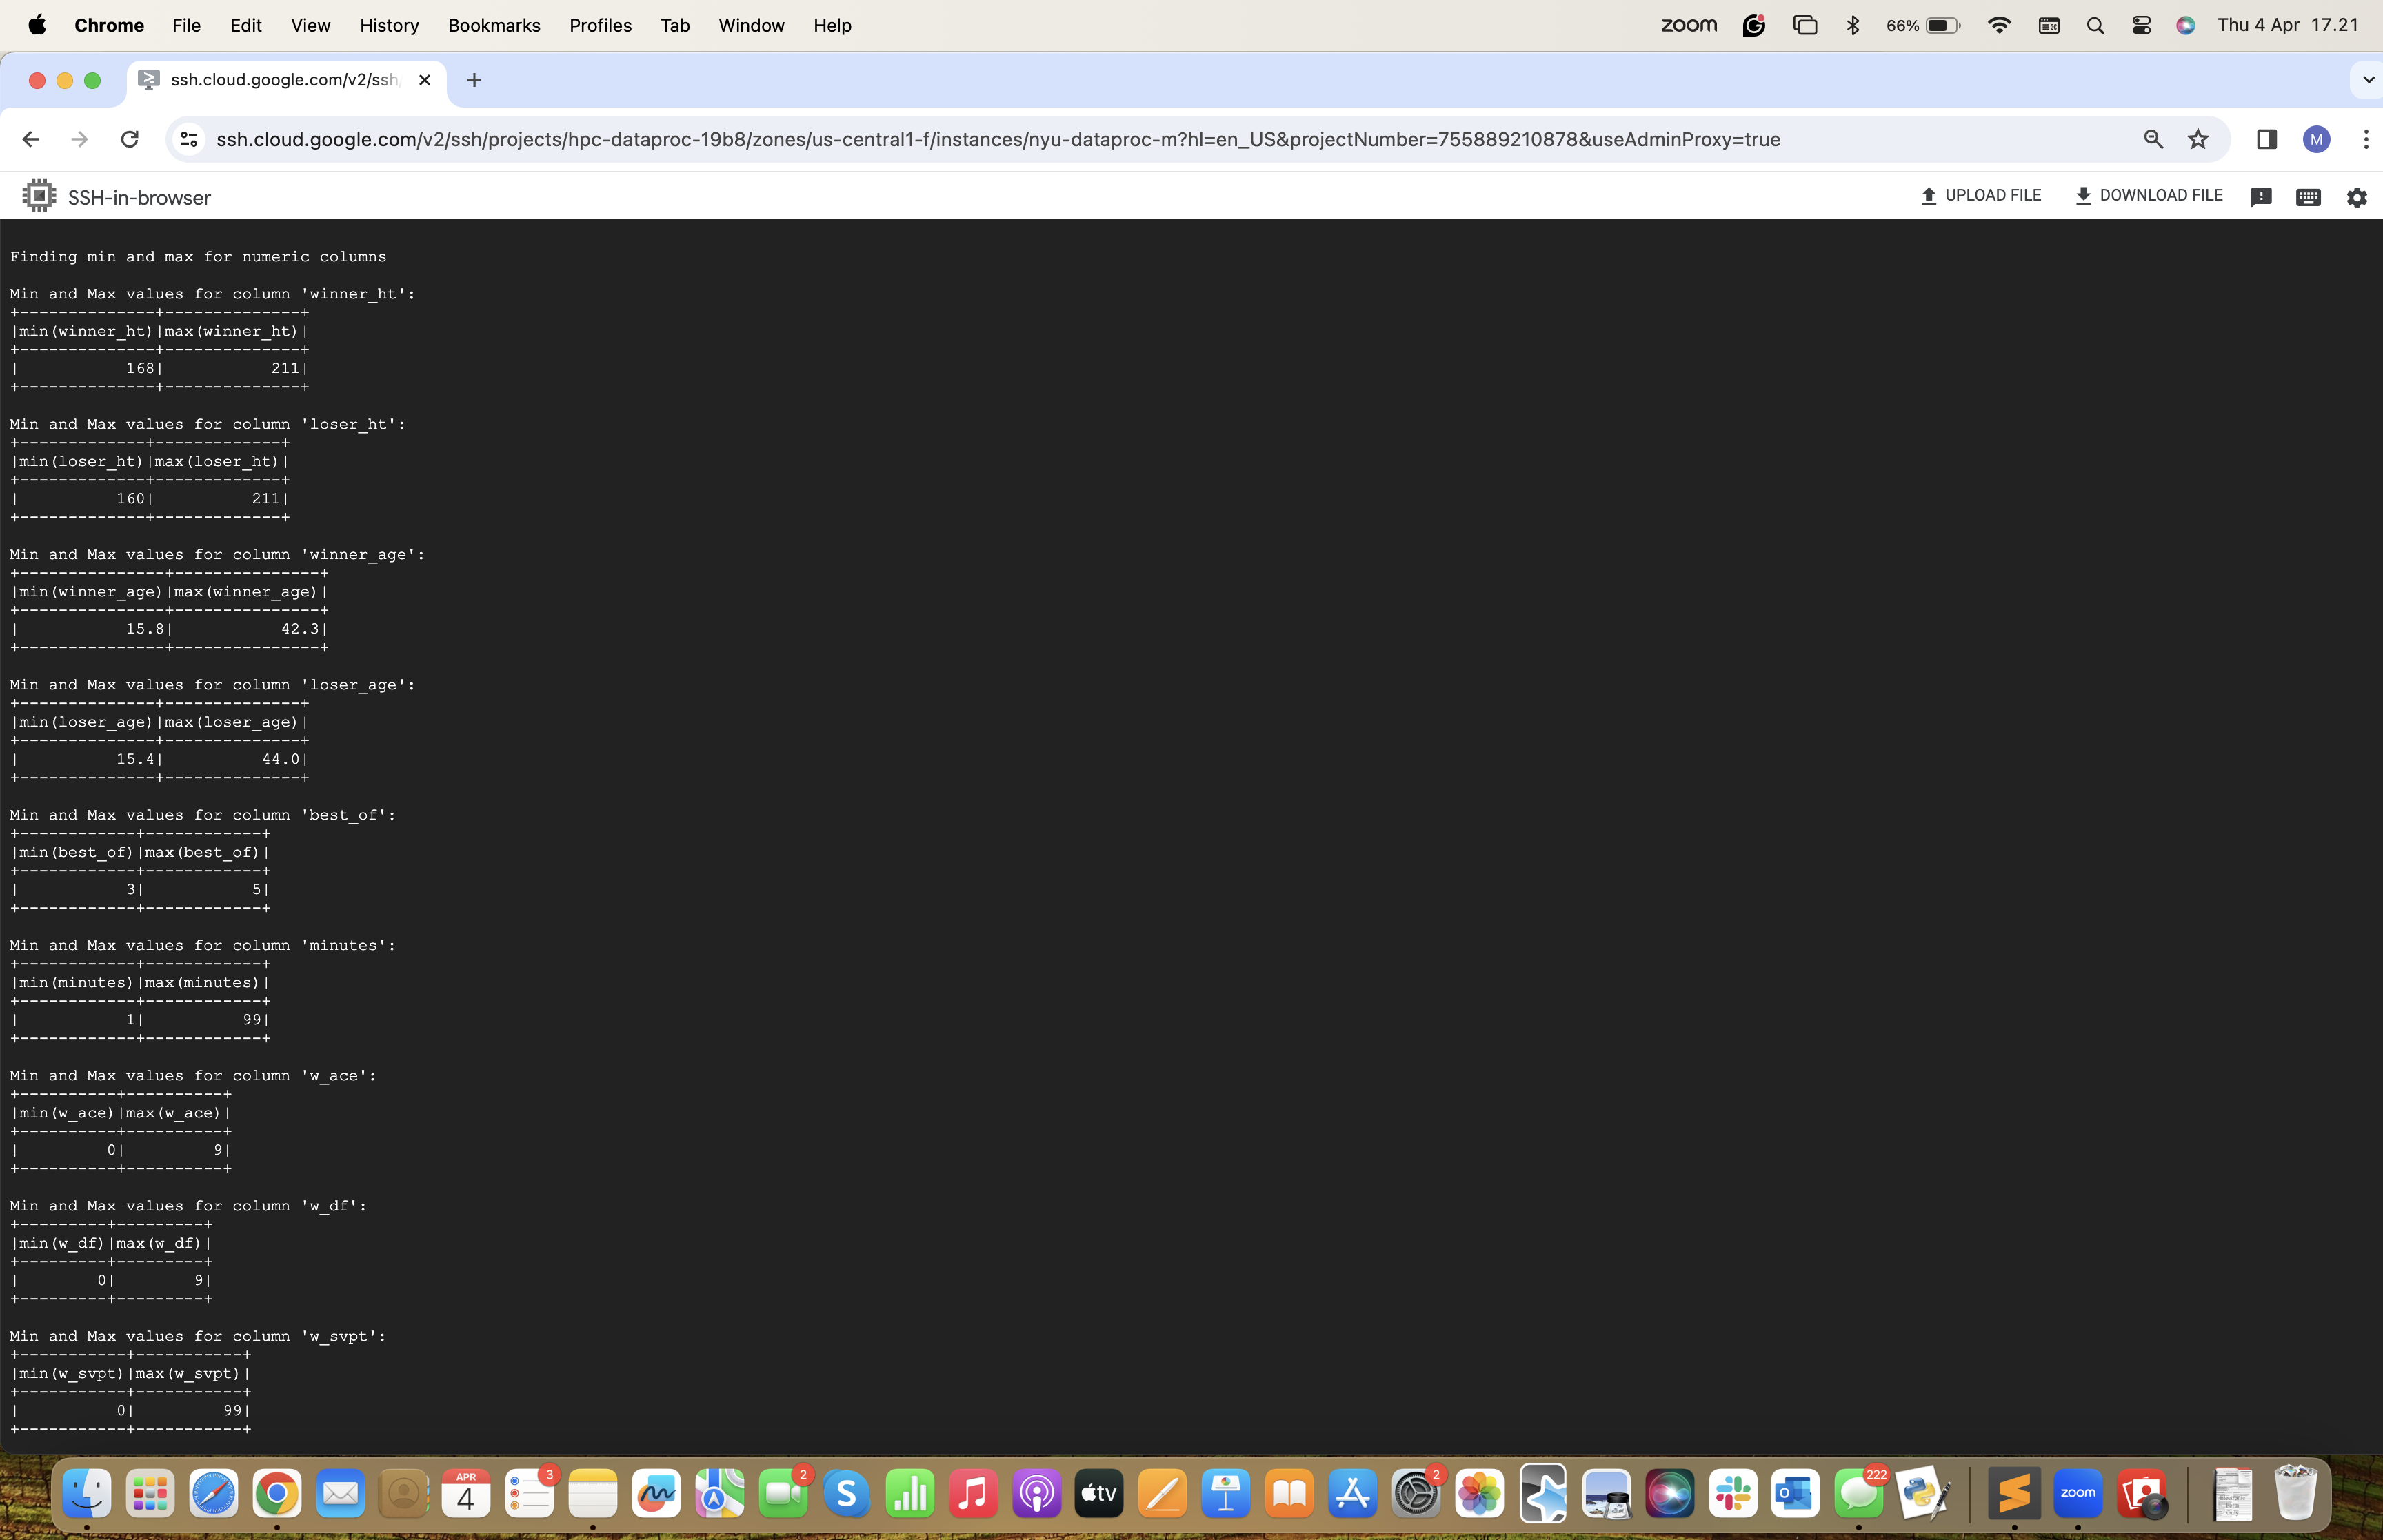 Chrome File Edit View History Bookmarks Profiles Tab Window Help zoom 66% Thu 4 Apr 17.21
ssh.cloud.google.com/v2/ssh
ssh.cloud.google.com/v2/ssh/projects/hpc-dataproc-19b8/zones/us-central1-f/instances/nyu-dataproc-m?hl=en_US&projectNumber=755889210878&useAdminProxy=true M
SSH-in-browser UPLOAD FILE DOWNLOAD FILE
Finding min and max for numeric columns
Min and Max values for column 'winner_ht':
+--------------+--------------+
|min(winner_ht)|max(winner_ht)|
+--------------+--------------+
|           168|           211|
+--------------+--------------+
Min and Max values for column 'loser_ht':
+-------------+-------------+
|min(loser_ht)|max(loser_ht)|
+-------------+-------------+
|          160|          211|
+-------------+-------------+
Min and Max values for column 'winner_age':
+---------------+---------------+
|min(winner_age)|max(winner_age)|
+---------------+---------------+
|           15.8|           42.3|
+---------------+---------------+
Min and Max values for column 'loser_age':
+--------------+--------------+
|min(loser_age)|max(loser_age)|
+--------------+--------------+
|          15.4|          44.0|
+--------------+--------------+
Min and Max values for column 'best_of':
+------------+------------+
|min(best_of)|max(best_of)|
+------------+------------+
|           3|           5|
+------------+------------+
Min and Max values for column 'minutes':
+------------+------------+
|min(minutes)|max(minutes)|
+------------+------------+
|           1|          99|
+------------+------------+
Min and Max values for column 'w_ace':
+----------+----------+
|min(w_ace)|max(w_ace)|
+----------+----------+
|         0|         9|
+----------+----------+
Min and Max values for column 'w_df':
+---------+---------+
|min(w_df)|max(w_df)|
+---------+---------+
|        0|        9|
+---------+---------+
Min and Max values for column 'w_svpt':
+-----------+-----------+
|min(w_svpt)|max(w_svpt)|
+-----------+-----------+
|          0|         99|
+-----------+-----------+
APR 3 2 2 222
4 S tv zoom